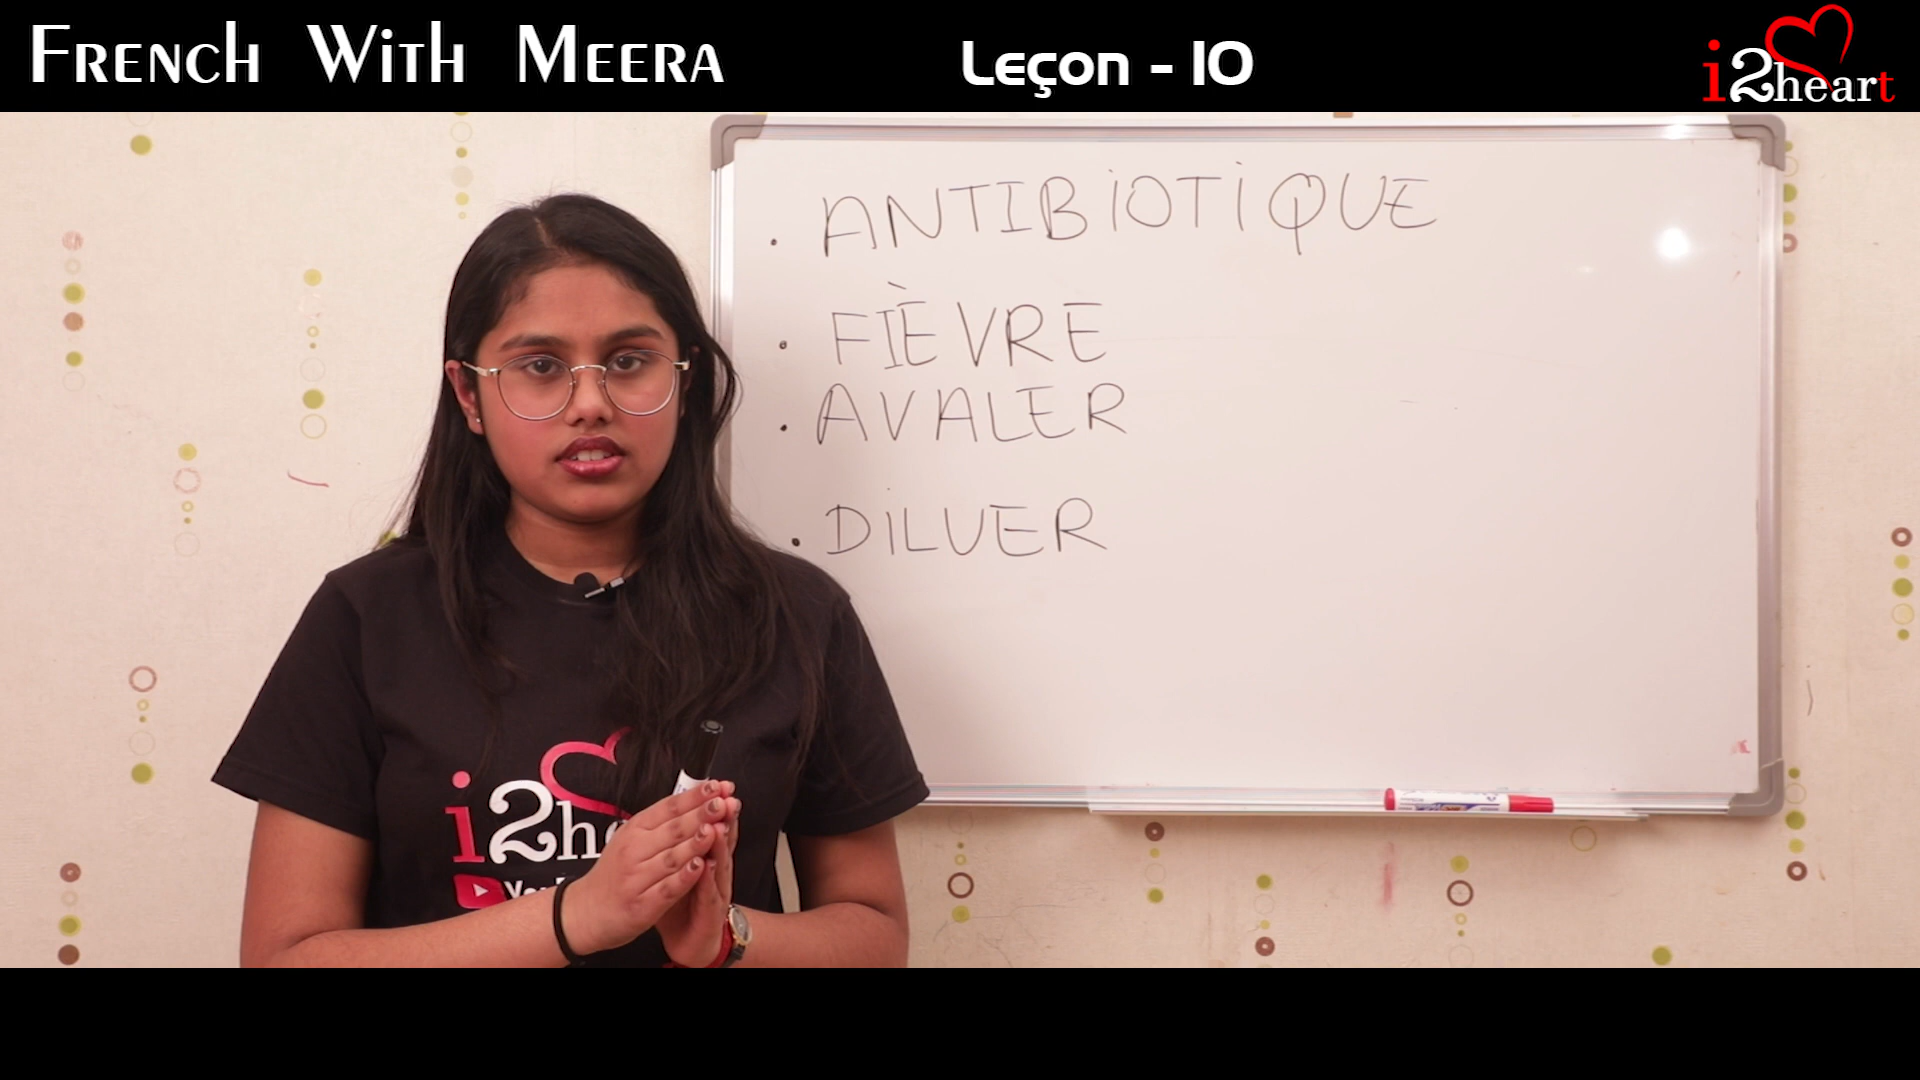 FRENCH WITH MEERA
Leçon - 10
i2heart
. ANTIBIOTIQUE
. FIÈVRE
. AVALER
. DILUER
i2he